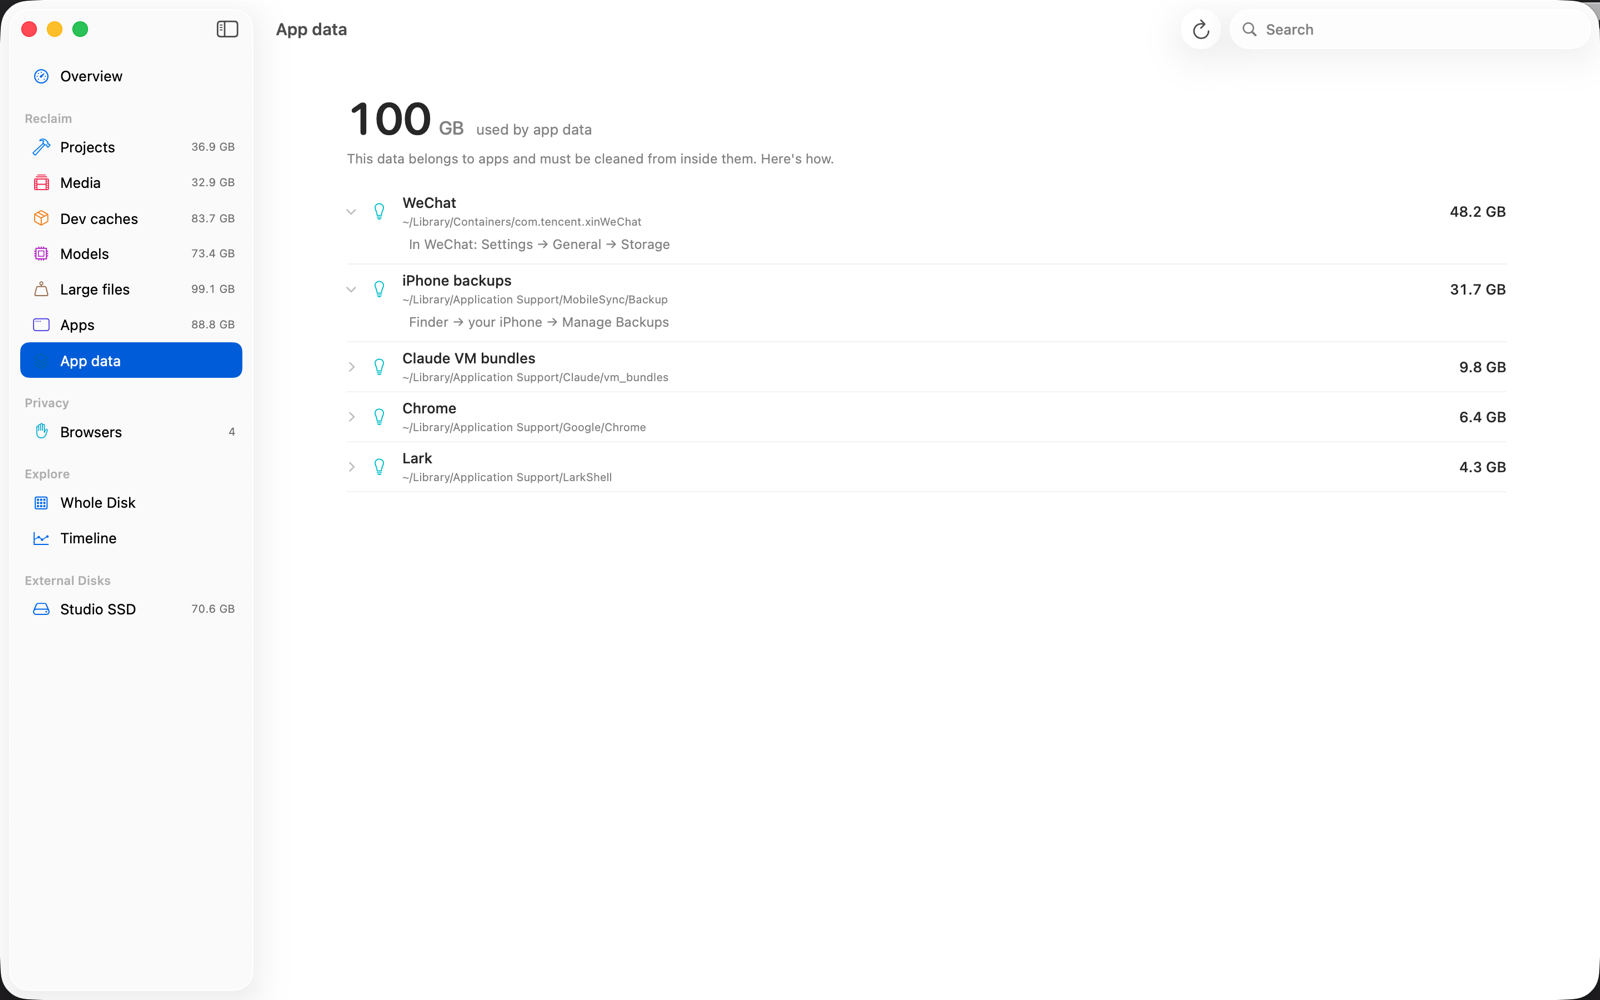 App data
Search
Overview
Reclaim
Projects 36.9 GB
Media 32.9 GB
Dev caches 83.7 GB
Models 73.4 GB
Large files 99.1 GB
Apps 88.8 GB
App data
Privacy
Browsers 4
Explore
Whole Disk
Timeline
External Disks
Studio SSD 70.6 GB
100 GB used by app data
This data belongs to apps and must be cleaned from inside them. Here's how.
WeChat 48.2 GB
~/Library/Containers/com.tencent.xinWeChat
In WeChat: Settings → General → Storage
iPhone backups 31.7 GB
~/Library/Application Support/MobileSync/Backup
Finder → your iPhone → Manage Backups
Claude VM bundles 9.8 GB
~/Library/Application Support/Claude/vm_bundles
Chrome 6.4 GB
~/Library/Application Support/Google/Chrome
Lark 4.3 GB
~/Library/Application Support/LarkShell